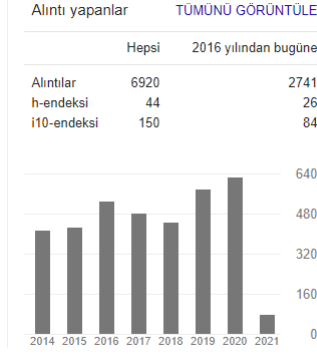 Alıntı yapanlar TÜMÜNÜ GÖRÜNTÜLE
Hepsi 2016 yılından bugüne
Alıntılar 6920 2741
h-endeksi 44 26
i10-endeksi 150 84
640
480
320
160
0
2014 2015 2016 2017 2018 2019 2020 2021